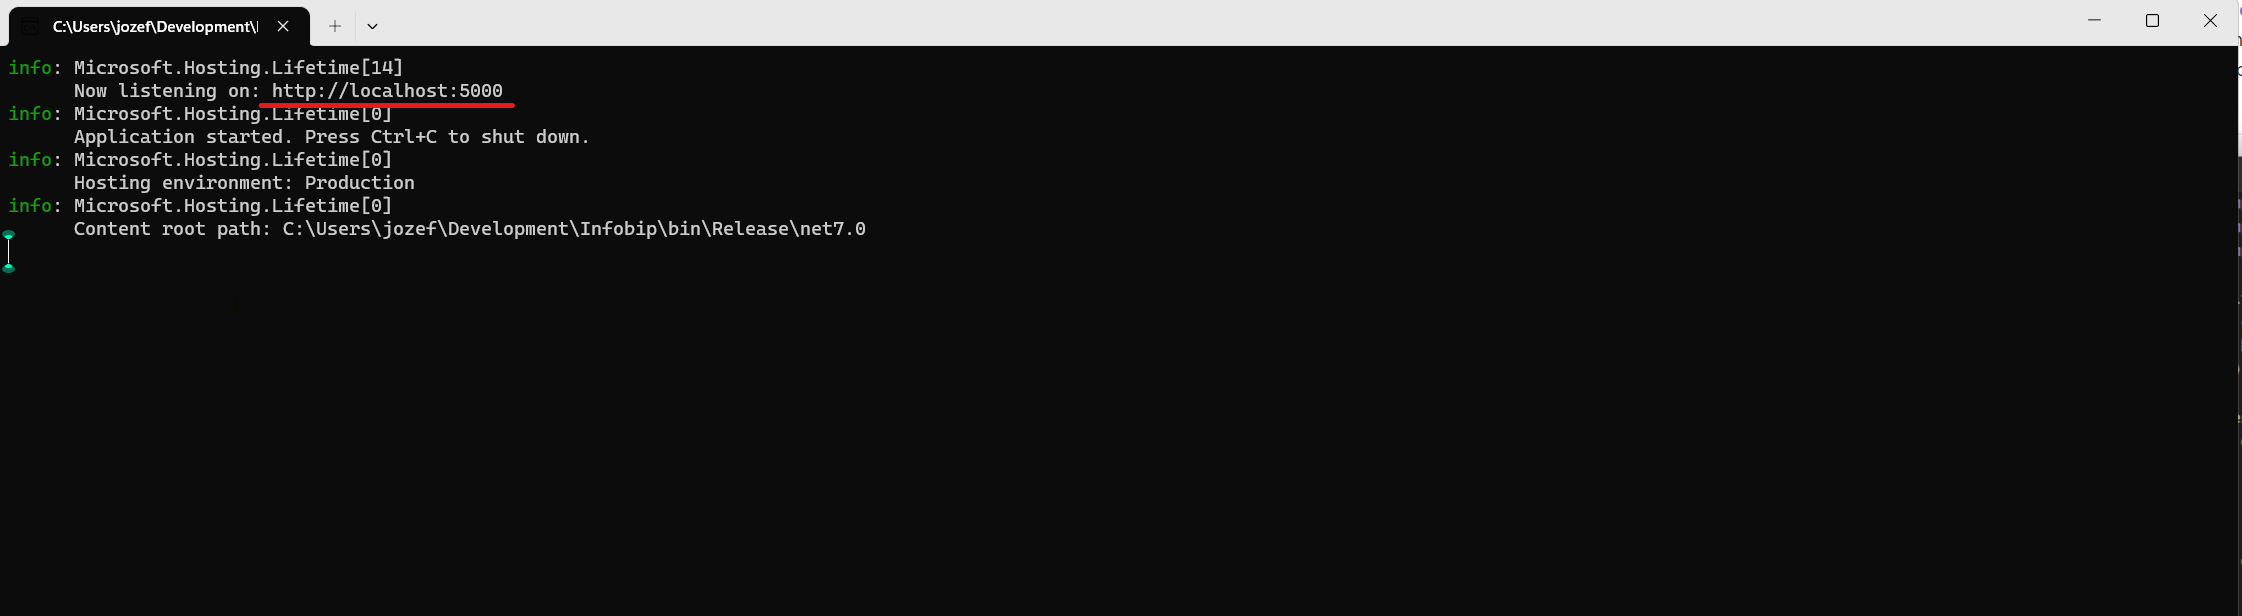 C:\Users\jozef\Development\
info: Microsoft.Hosting.Lifetime[14]
Now listening on: http://localhost:5000
info: Microsoft.Hosting.Lifetime[0]
Application started. Press Ctrl+C to shut down.
info: Microsoft.Hosting.Lifetime[0]
Hosting environment: Production
info: Microsoft.Hosting.Lifetime[0]
Content root path: C:\Users\jozef\Development\Infobip\bin\Release\net7.0